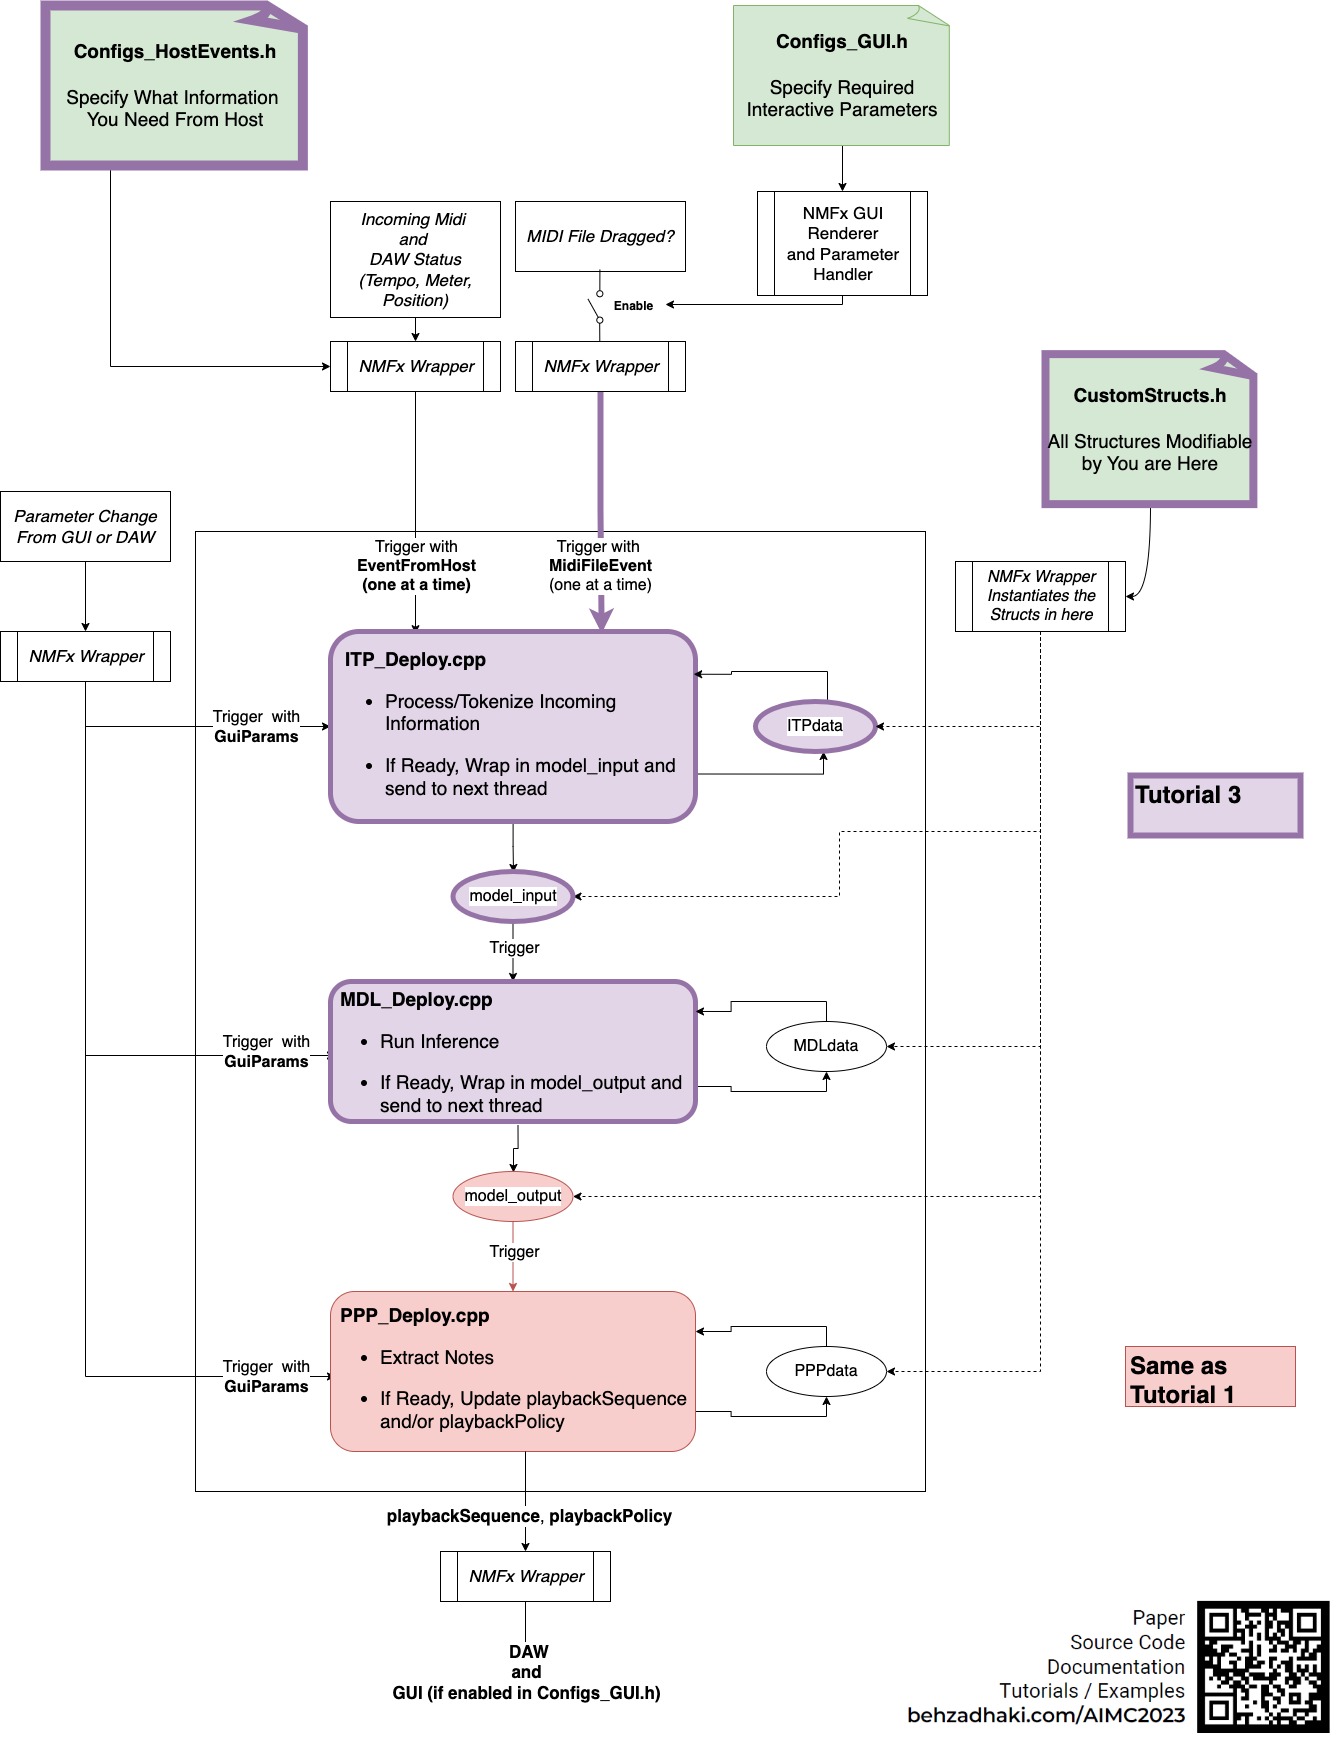 Configs_HostEvents.h
Specify What Information
You Need From Host
Configs_GUI.h
Specify Required
Interactive Parameters
Incoming Midi
and
DAW Status
(Tempo, Meter,
Position)
MIDI File Dragged?
NMFx GUI
Renderer
and Parameter
Handler
Enable
NMFx Wrapper
NMFx Wrapper
CustomStructs.h
All Structures Modifiable
by You are Here
Parameter Change
From GUI or DAW
NMFx Wrapper
Trigger with
EventFromHost
(one at a time)
Trigger with
MidiFileEvent
(one at a time)
NMFx Wrapper
Instantiates the
Structs in here
ITP_Deploy.cpp
• Process/Tokenize Incoming
Information
• If Ready, Wrap in model_input and
send to next thread
Trigger with
GuiParams
ITPdata
Tutorial 3
model_input
Trigger
MDL_Deploy.cpp
• Run Inference
• If Ready, Wrap in model_output and
send to next thread
Trigger with
GuiParams
MDLdata
model_output
Trigger
PPP_Deploy.cpp
• Extract Notes
• If Ready, Update playbackSequence
and/or playbackPolicy
Trigger with
GuiParams
PPPdata
Same as
Tutorial 1
playbackSequence, playbackPolicy
NMFx Wrapper
DAW
and
GUI (if enabled in Configs_GUI.h)
Paper
Source Code
Documentation
Tutorials / Examples
behzadhaki.com/AIMC2023